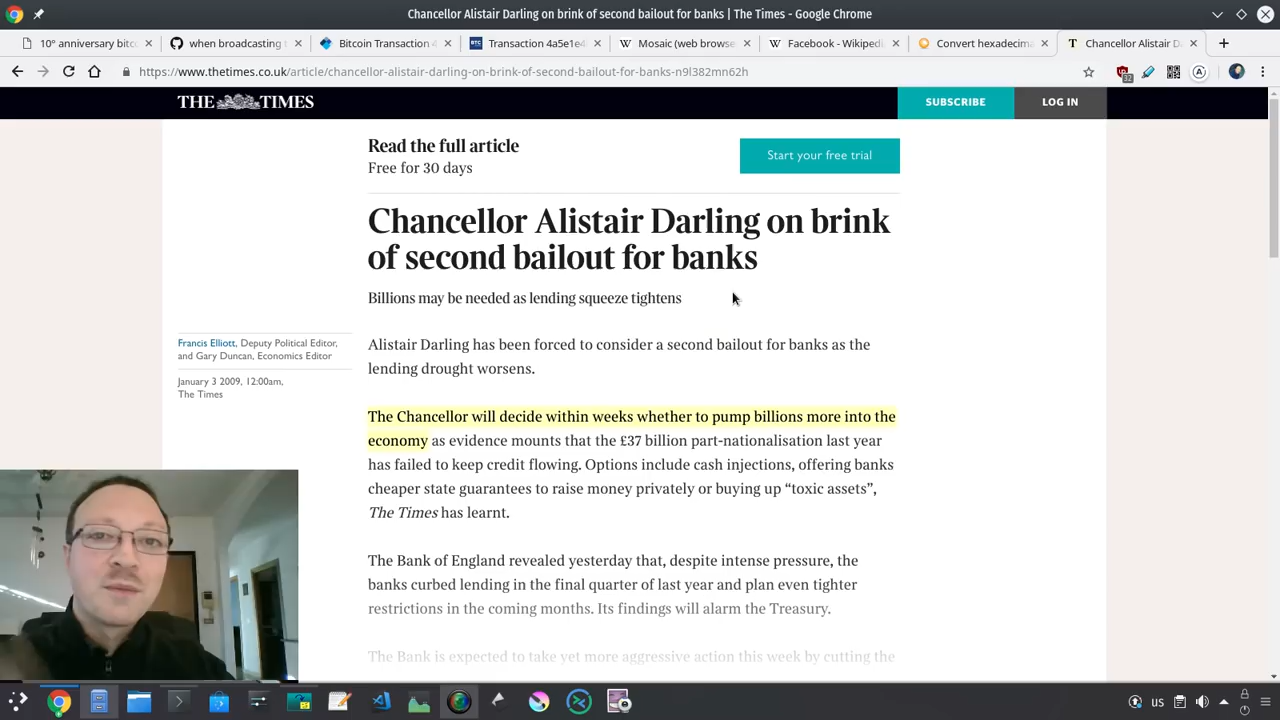 Chancellor Alistair Darling on brink of second bailout for banks | The Times - Google Chrome
10° anniversary bitc
when broadcasting
Bitcoin Transaction
Transaction 4a5e1e4
Mosaic (web browse
Facebook - Wikipedi
Convert hexadecima
Chancellor Alistair D
https://www.thetimes.co.uk/article/chancellor-alistair-darling-on-brink-of-second-bailout-for-banks-n9l382mn62h
32
THE TIMES
SUBSCRIBE
LOG IN
Read the full article
Free for 30 days
Start your free trial
Chancellor Alistair Darling on brink
of second bailout for banks
Billions may be needed as lending squeeze tightens
Francis Elliott, Deputy Political Editor,
and Gary Duncan, Economics Editor
January 3 2009, 12:00am,
The Times
Alistair Darling has been forced to consider a second bailout for banks as the
lending drought worsens.
The Chancellor will decide within weeks whether to pump billions more into the
economy as evidence mounts that the £37 billion part-nationalisation last year
has failed to keep credit flowing. Options include cash injections, offering banks
cheaper state guarantees to raise money privately or buying up “toxic assets”,
The Times has learnt.
The Bank of England revealed yesterday that, despite intense pressure, the
banks curbed lending in the final quarter of last year and plan even tighter
restrictions in the coming months. Its findings will alarm the Treasury.
The Bank is expected to take yet more aggressive action this week by cutting the
us